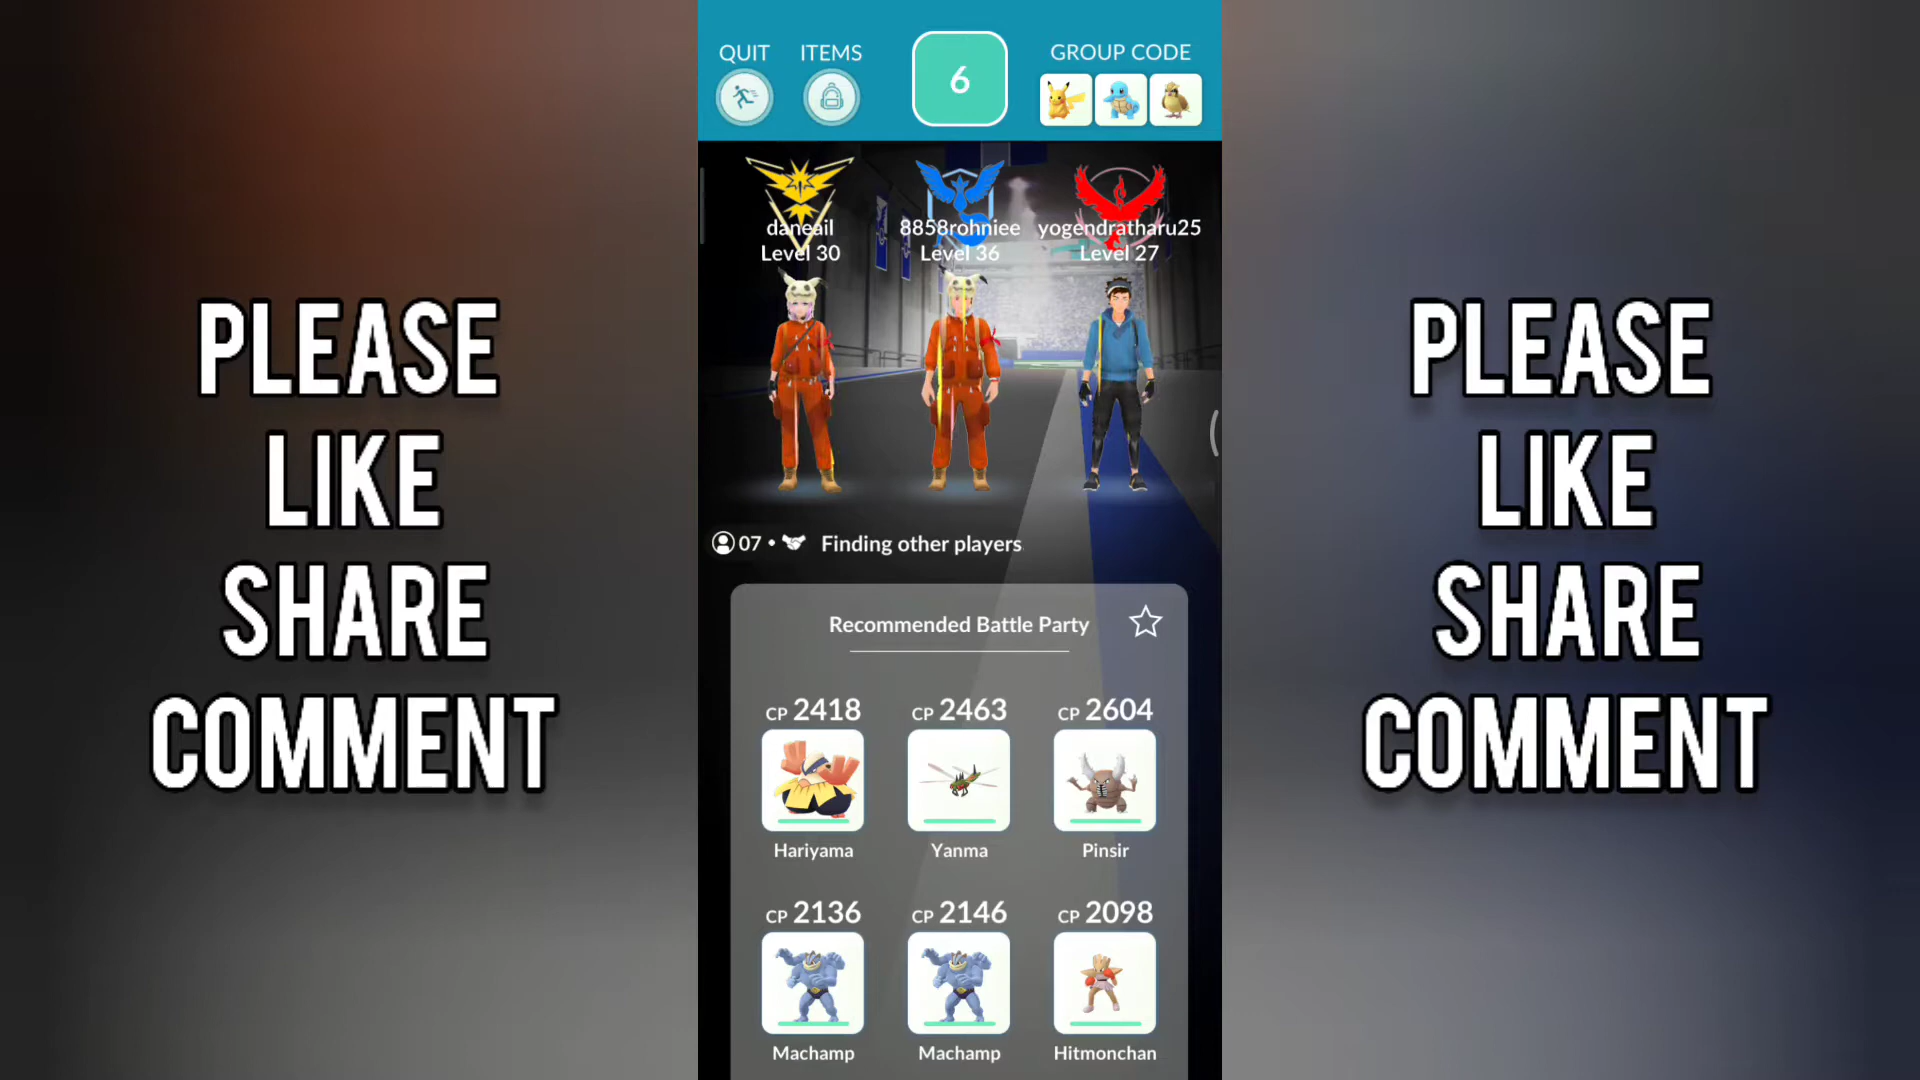 PLEASE
LIKE
SHARE
COMMENT
QUIT ITEMS
6
GROUP CODE
daneail
Level 30
8858rohniee
Level 36
yogendratharu25
Level 27
07 • Finding other players
Recommended Battle Party
CP 2418 CP 2463 CP 2604
Hariyama Yanma Pinsir
CP 2136 CP 2146 CP 2098
Machamp Machamp Hitmonchan
PLEASE
LIKE
SHARE
COMMENT